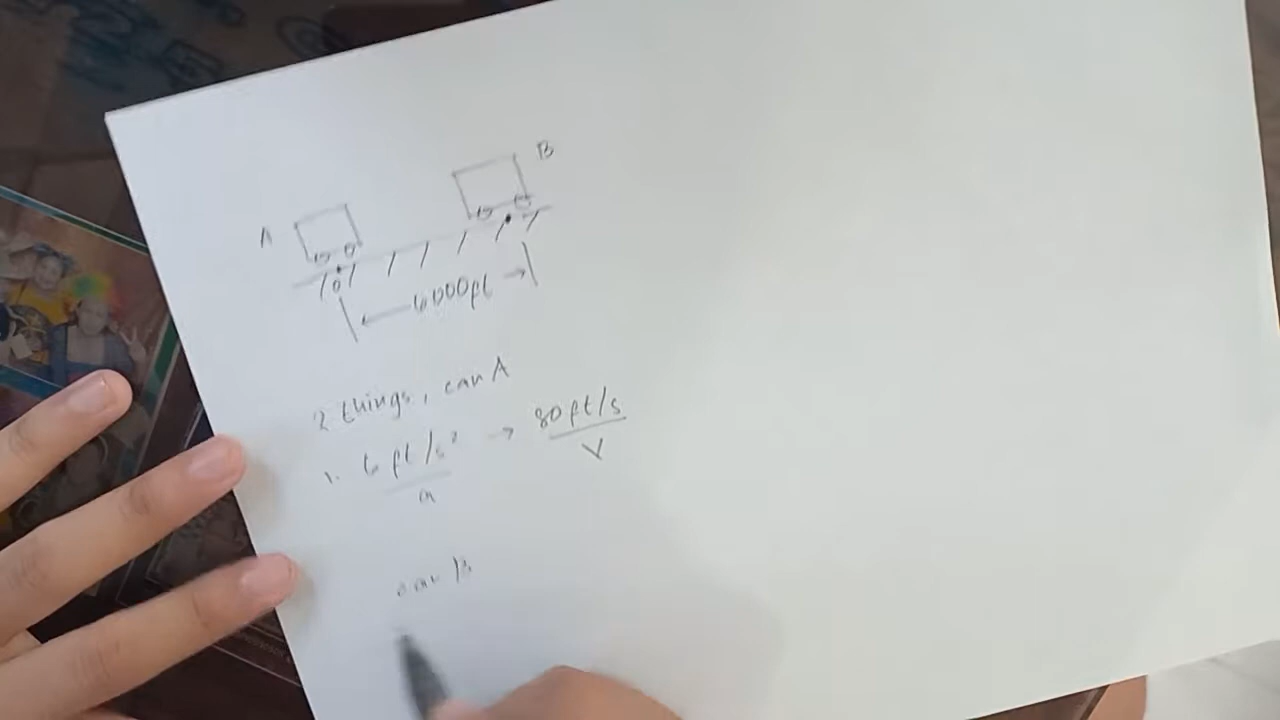 B
A
6000ft
2 things, car A
1. 6 ft/s² → 80 ft/s
a
V
car B